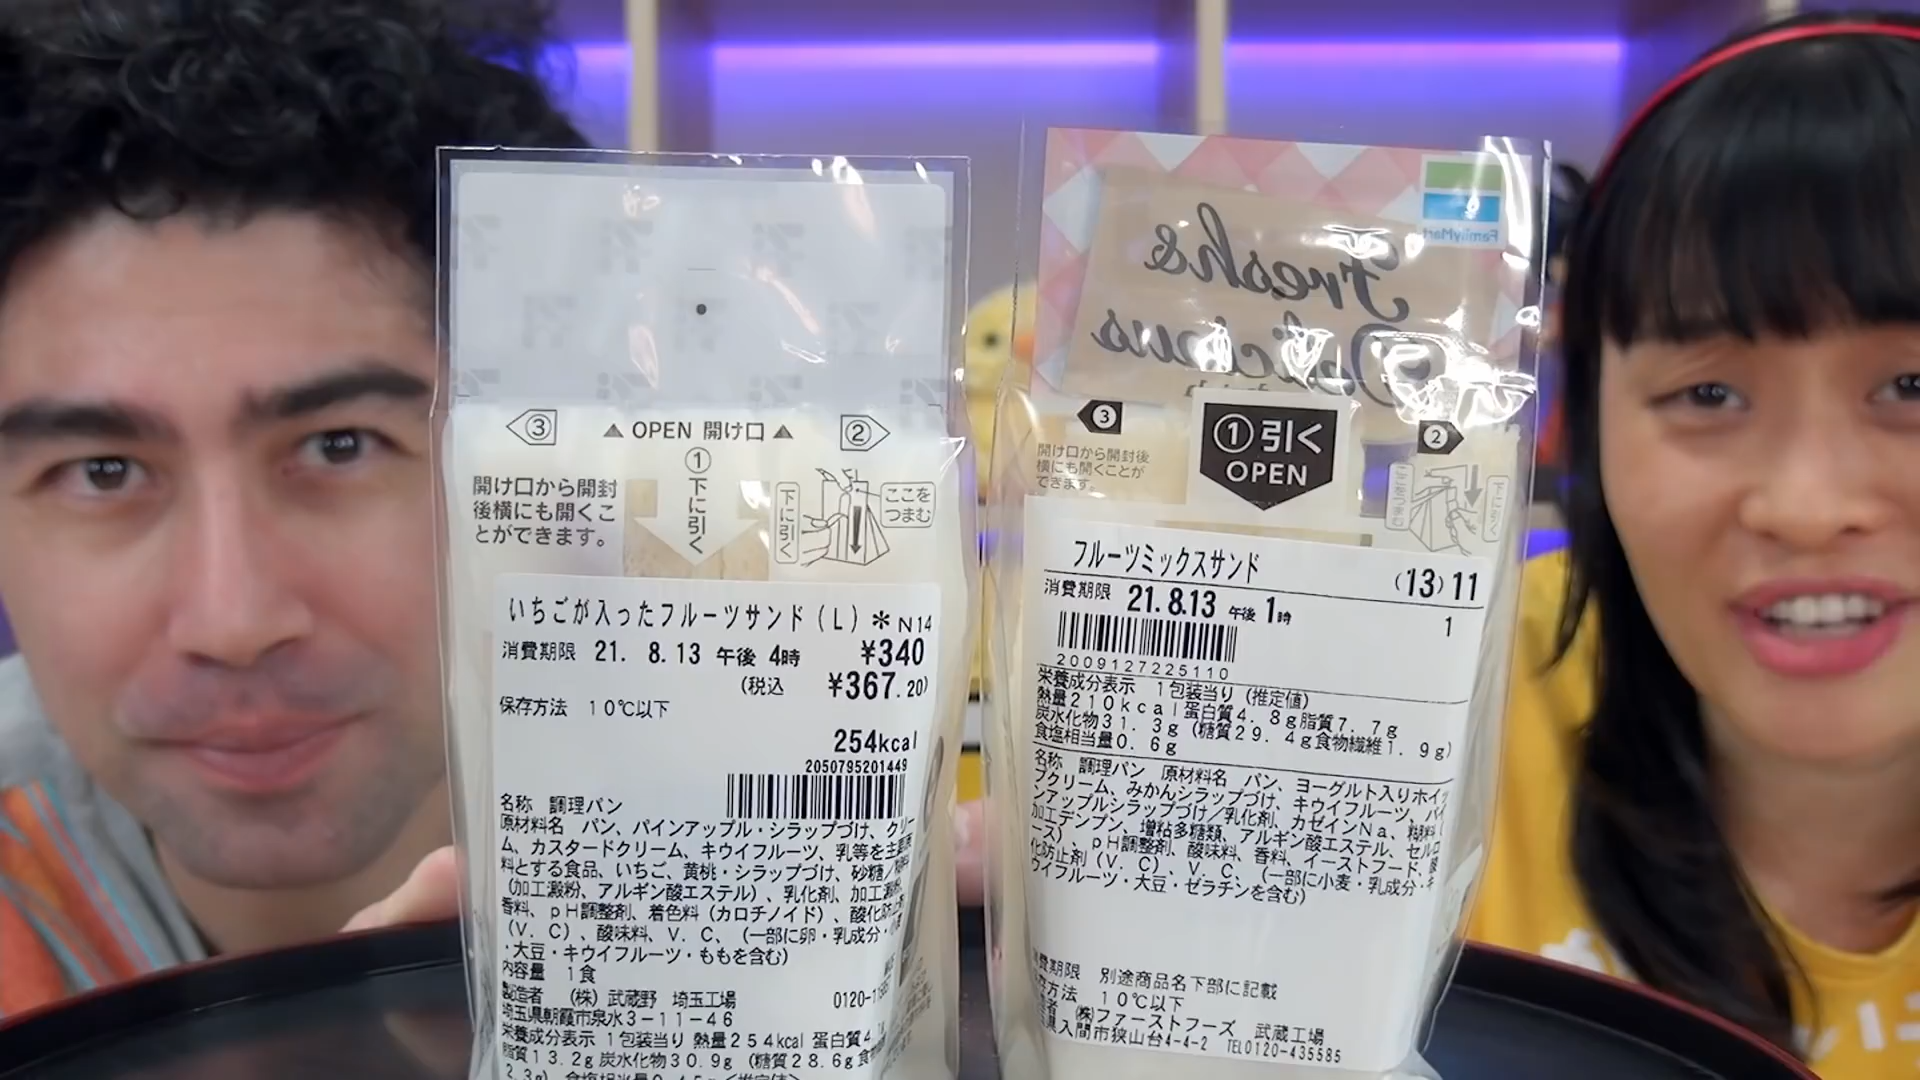 ③
▲ OPEN 開け口 ▲
②
①下に引く
開け口から開封
後横にも開くこ
とができます。
下に引く
ここを
つまむ
いちごが入ったフルーツサンド(L)＊N14
消費期限 21. 8.13 午後 4時 ¥340
(税込 ¥367.20)
保存方法 10℃以下
254kcal
2050795201449
名称 調理パン
原材料名 パン、パインアップル・シラップづけ、クリー
ム、カスタードクリーム、キウイフルーツ、乳等を主要原
料とする食品、いちご、黄桃・シラップづけ、砂糖／
(加工澱粉、アルギン酸エステル)、乳化剤、加工澱粉、
香料、pH調整剤、着色料(カロチノイド)、酸化防止剤
(V.C)、酸味料、V.C、(一部に卵・乳成分・小麦
・大豆・キウイフルーツ・ももを含む)
内容量 1食
製造者 (株)武蔵野 埼玉工場 0120-
埼玉県朝霞市泉水3-11-46
栄養成分表示 1包装当り 熱量254kcal 蛋白質4.
脂質13.2g 炭水化物30.9g (糖質28.6g食
2.3g)
FamilyMart
Fresh&
Delicious
③
①引く
OPEN
②
開け口から開封後
横にも開くことが
できます。
フルーツミックスサンド (13)11
消費期限 21.8.13 午後 1時 1
2009127225110
栄養成分表示 1包装当り(推定値)
熱量210kcal蛋白質4.8g脂質7.7g
炭水化物31.3g(糖質29.4g食物繊維1.9g)
食塩相当量0.6g
名称 調理パン 原材料名 パン、ヨーグルト入りホイッ
プクリーム、みかんシラップづけ、キウイフルーツ、パイ
ンアップルシラップづけ/乳化剤、カゼインNa、糊料(
加工デンプン、増粘多糖類、アルギン酸エステル、セルロ
ース)、pH調整剤、酸味料、香料、イーストフード、酸
化防止剤(V.C)、V.C、(一部に小麦・乳成分・キ
ウイフルーツ・大豆・ゼラチンを含む)
消費期限 別途商品名下部に記載
保存方法 10℃以下
(株)ファーストフーズ 武蔵工場
県入間市狭山台4-4-2 TEL0120-435585